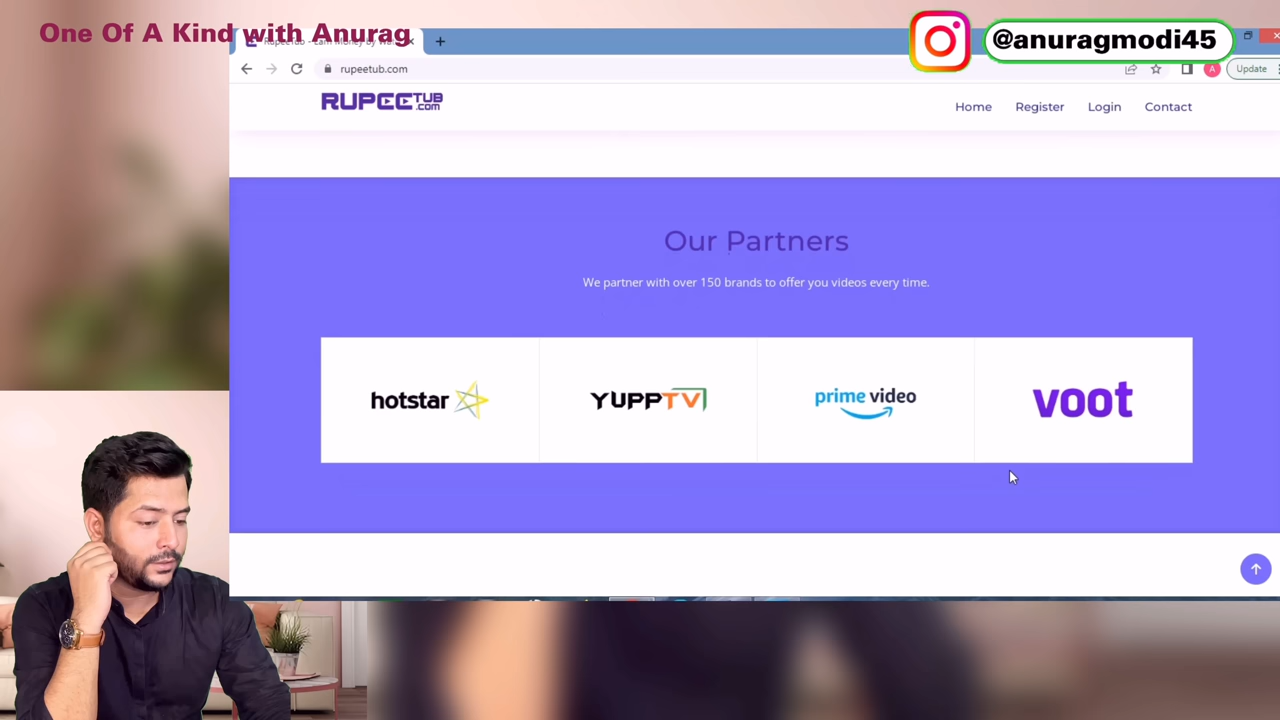 One Of A Kind with Anurag
@anuragmodi45
rupeetub.com
A
Update
RUPEETUB
.com
Home
Register
Login
Contact
Our Partners
We partner with over 150 brands to offer you videos every time.
hotstar
YUPPTV
prime video
voot